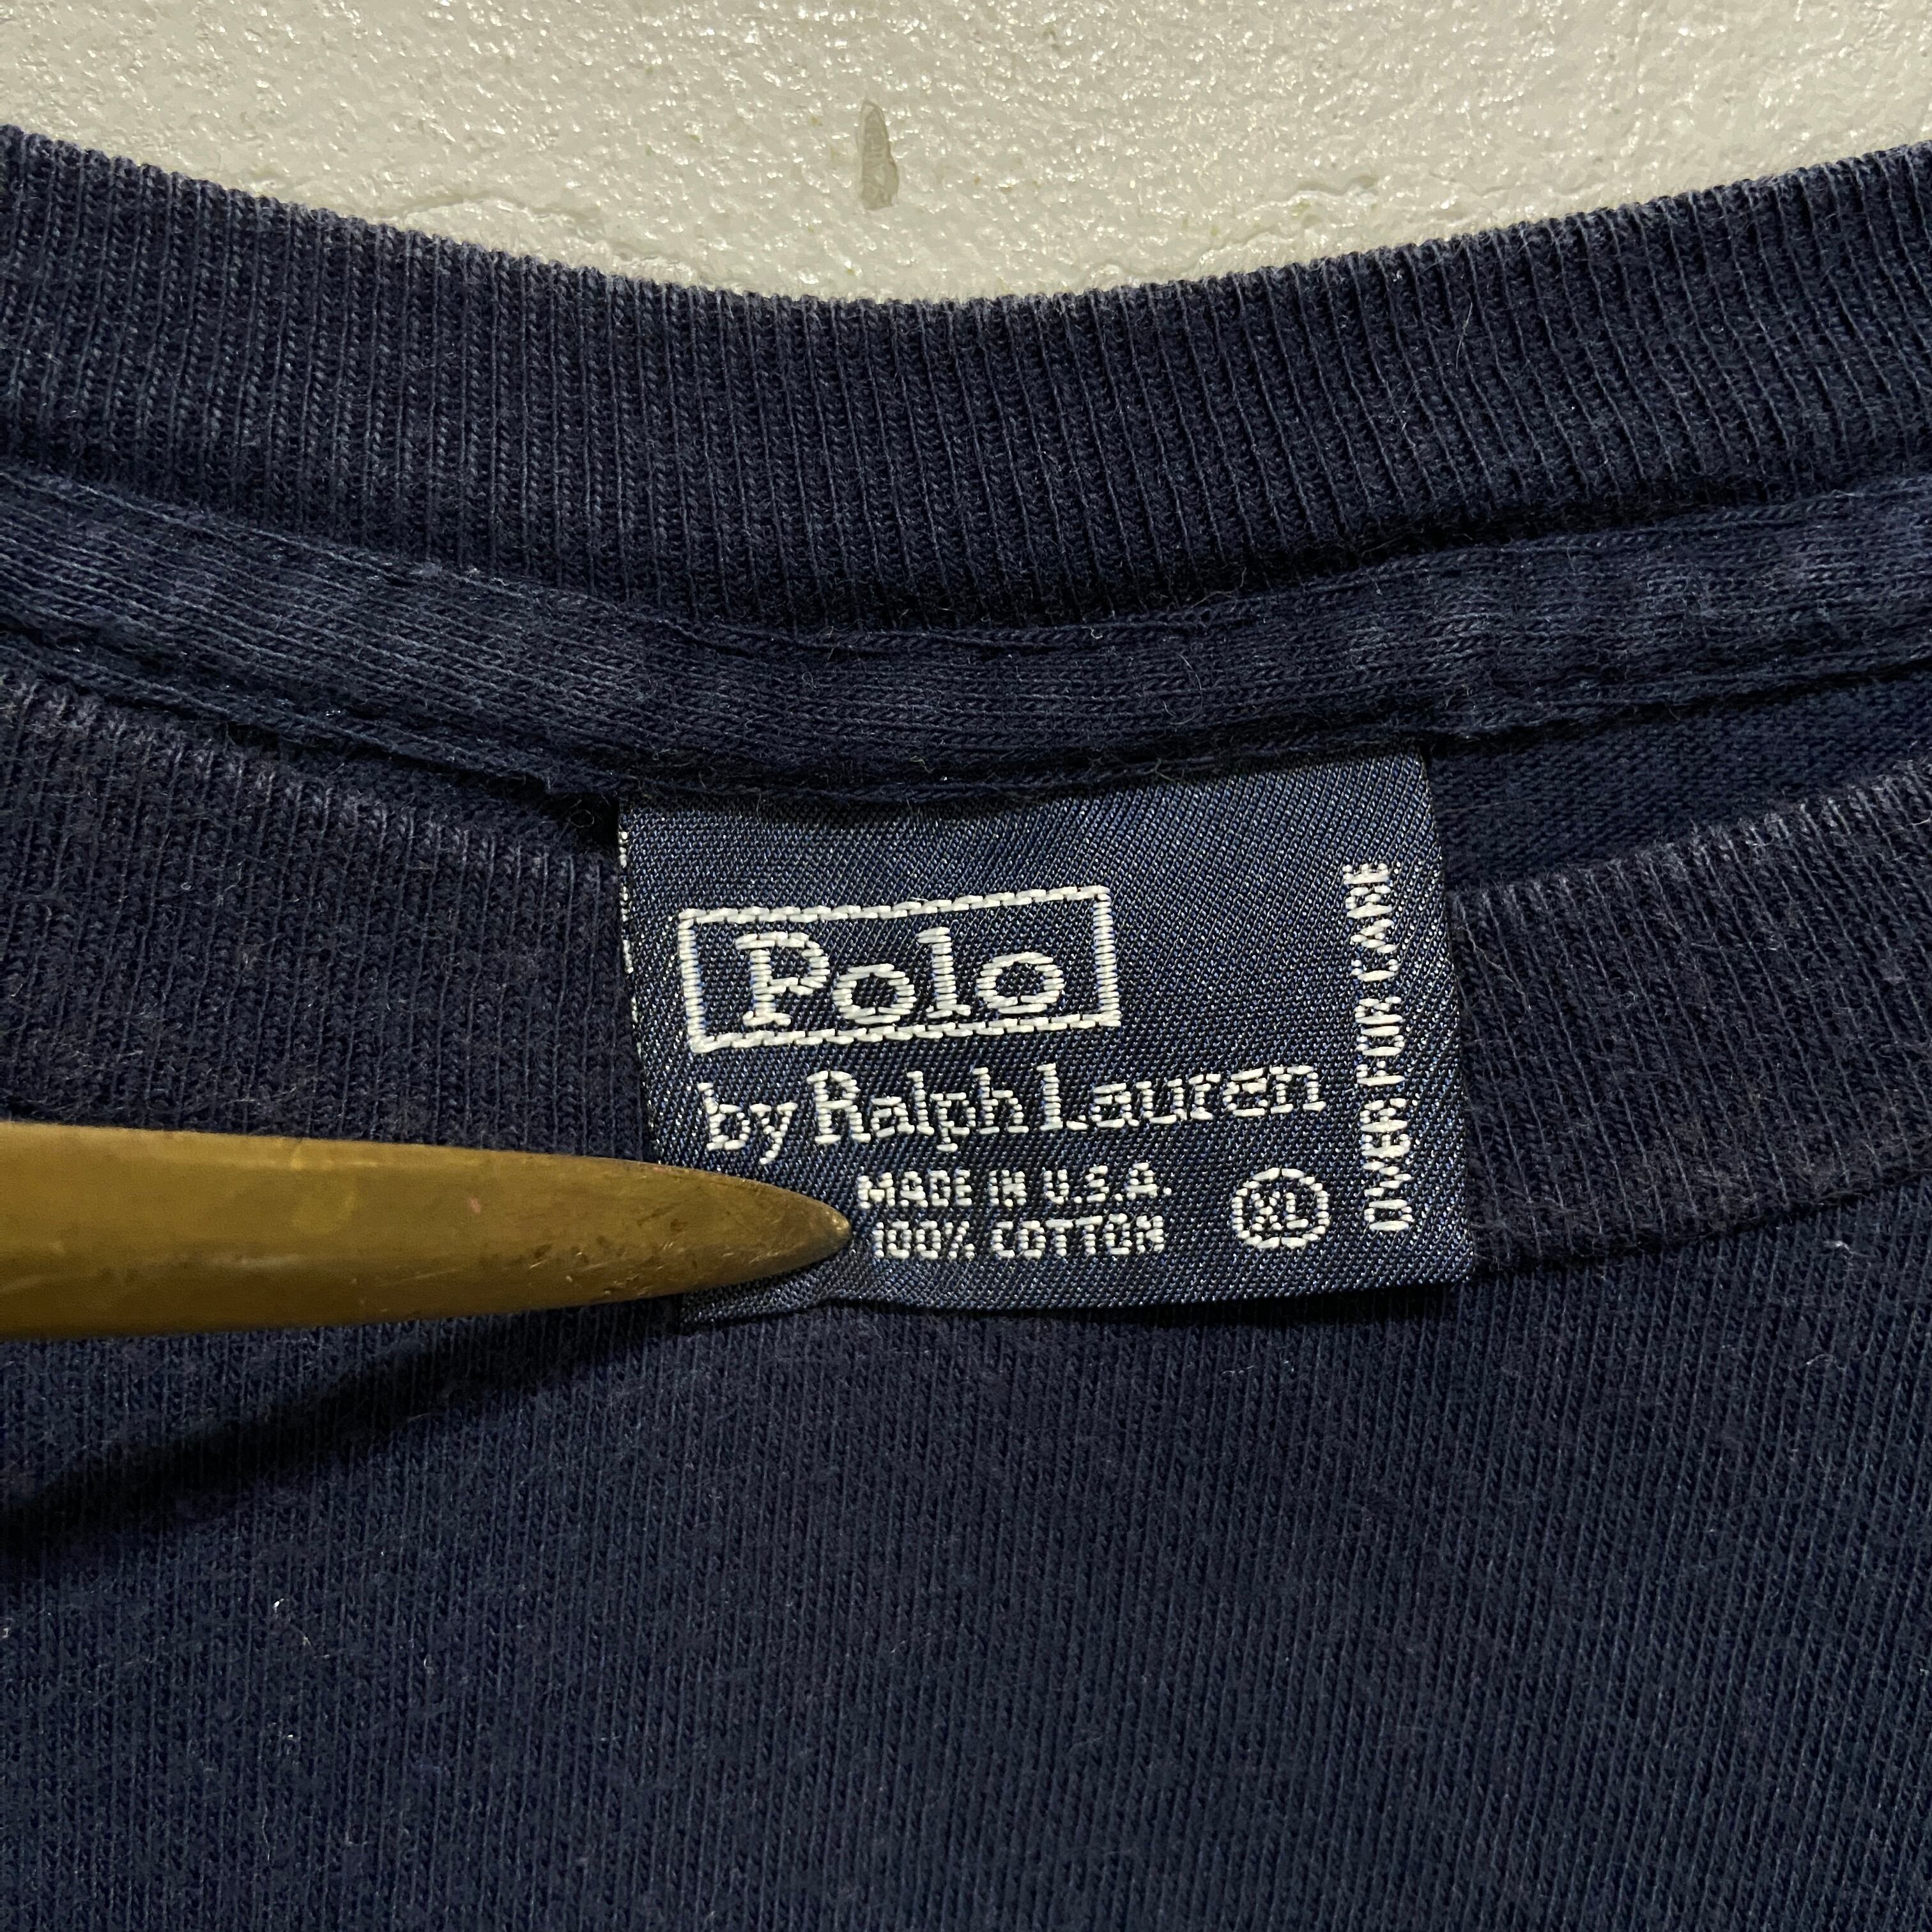 Polo
by Ralph Lauren
MADE IN U.S.A.
100% COTTON
XL
OVER FOR CARE